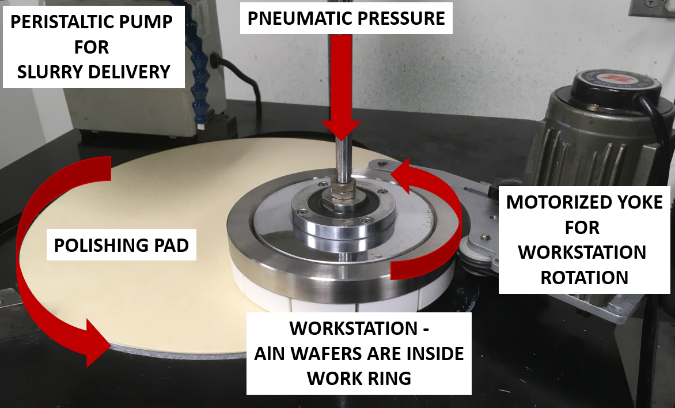 PERISTALTIC PUMP
FOR
SLURRY DELIVERY
PNEUMATIC PRESSURE
POLISHING PAD
MOTORIZED YOKE
FOR
WORKSTATION
ROTATION
WORKSTATION -
AlN WAFERS ARE INSIDE
WORK RING